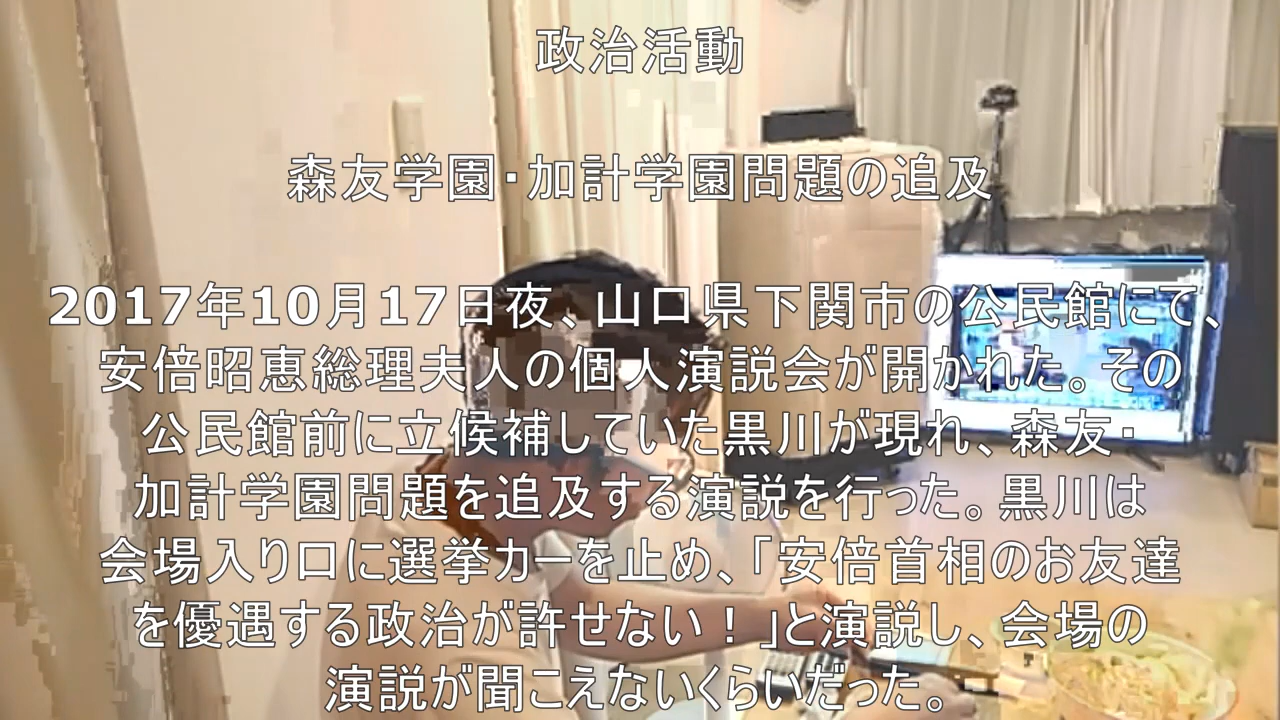 政治活動
森友学園・加計学園問題の追及
2017年10月17日夜、山口県下関市の公民館にて、
安倍昭恵総理夫人の個人演説会が開かれた。その
公民館前に立候補していた黒川が現れ、森友・
加計学園問題を追及する演説を行った。黒川は
会場入り口に選挙カーを止め、「安倍首相のお友達
を優遇する政治が許せない！」と演説し、会場の
演説が聞こえないくらいだった。